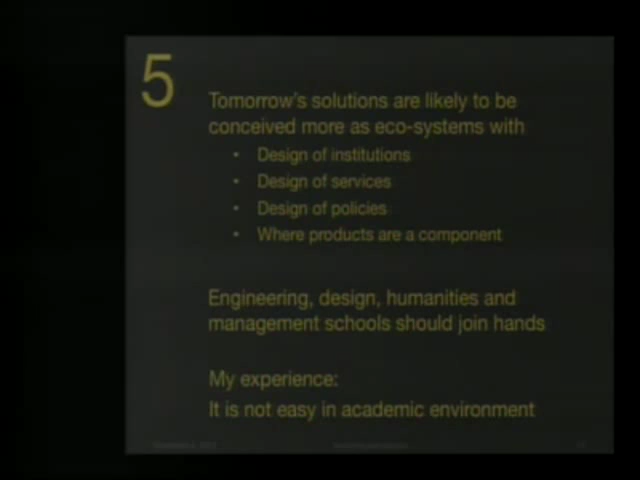 5
Tomorrow's solutions are likely to be
conceived more as eco-systems with
• Design of institutions
• Design of services
• Design of policies
• Where products are a component
Engineering, design, humanities and
management schools should join hands
My experience:
It is not easy in academic environment